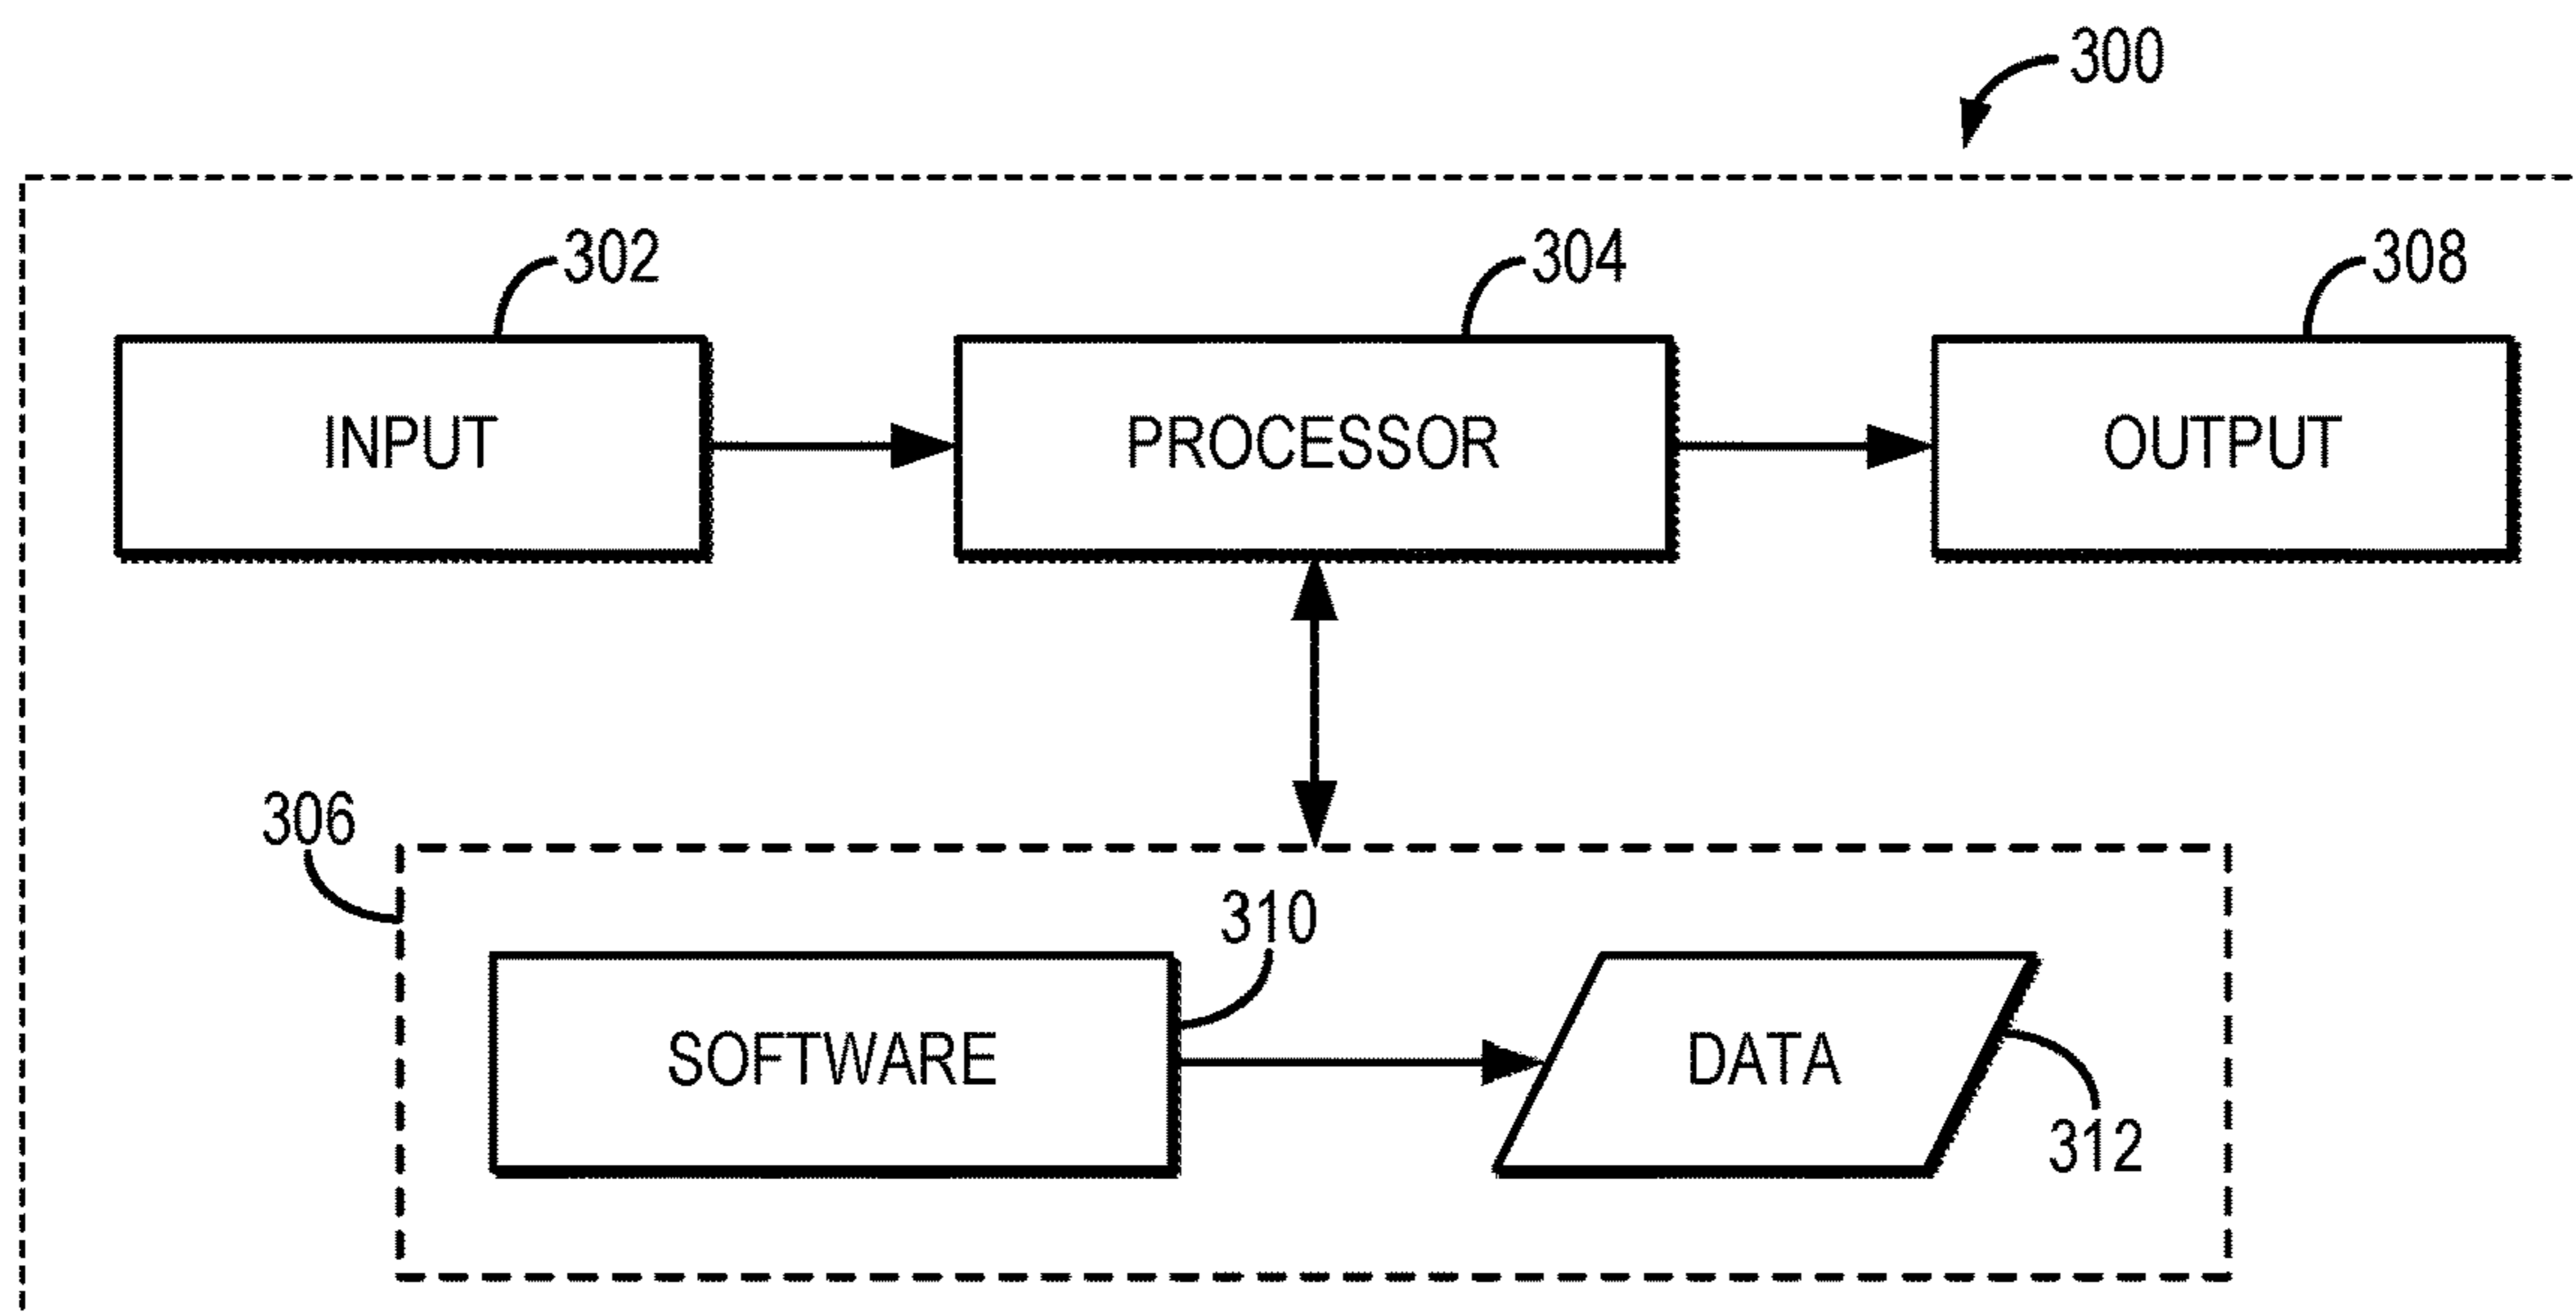 300
302
304
308
INPUT
PROCESSOR
OUTPUT
306
310
SOFTWARE
DATA
312